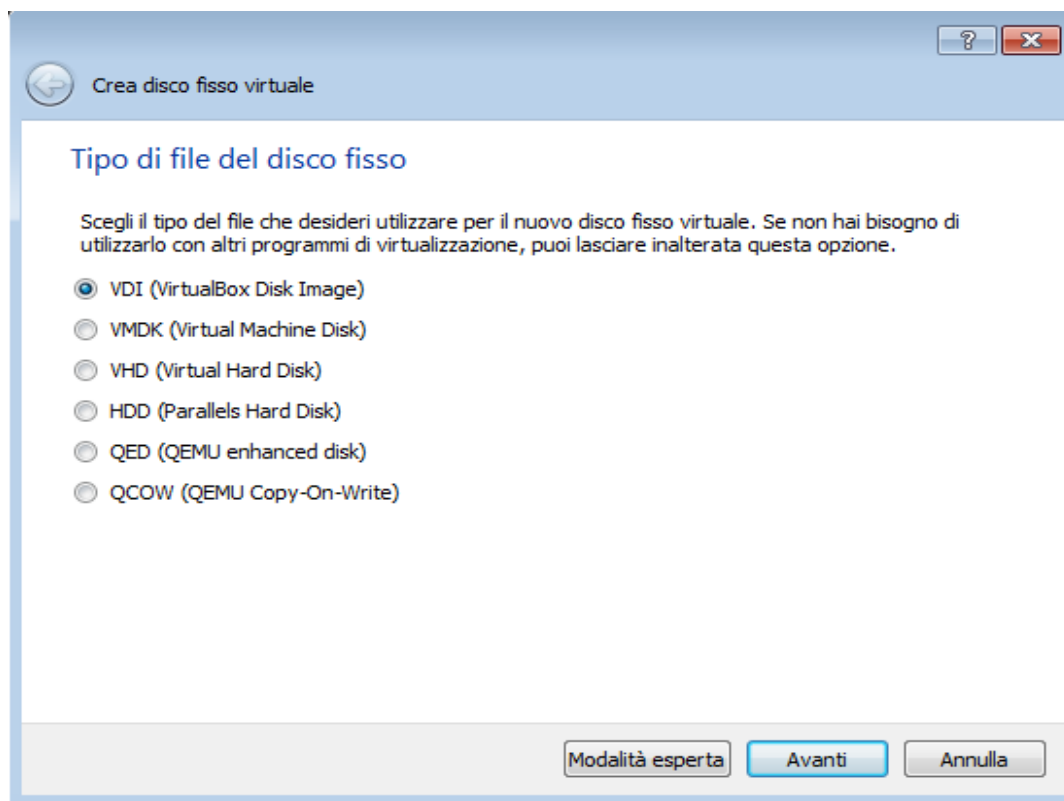 Crea disco fisso virtuale
Tipo di file del disco fisso
Scegli il tipo del file che desideri utilizzare per il nuovo disco fisso virtuale. Se non hai bisogno di
utilizzarlo con altri programmi di virtualizzazione, puoi lasciare inalterata questa opzione.
VDI (VirtualBox Disk Image)
VMDK (Virtual Machine Disk)
VHD (Virtual Hard Disk)
HDD (Parallels Hard Disk)
QED (QEMU enhanced disk)
QCOW (QEMU Copy-On-Write)
Modalità esperta Avanti Annulla